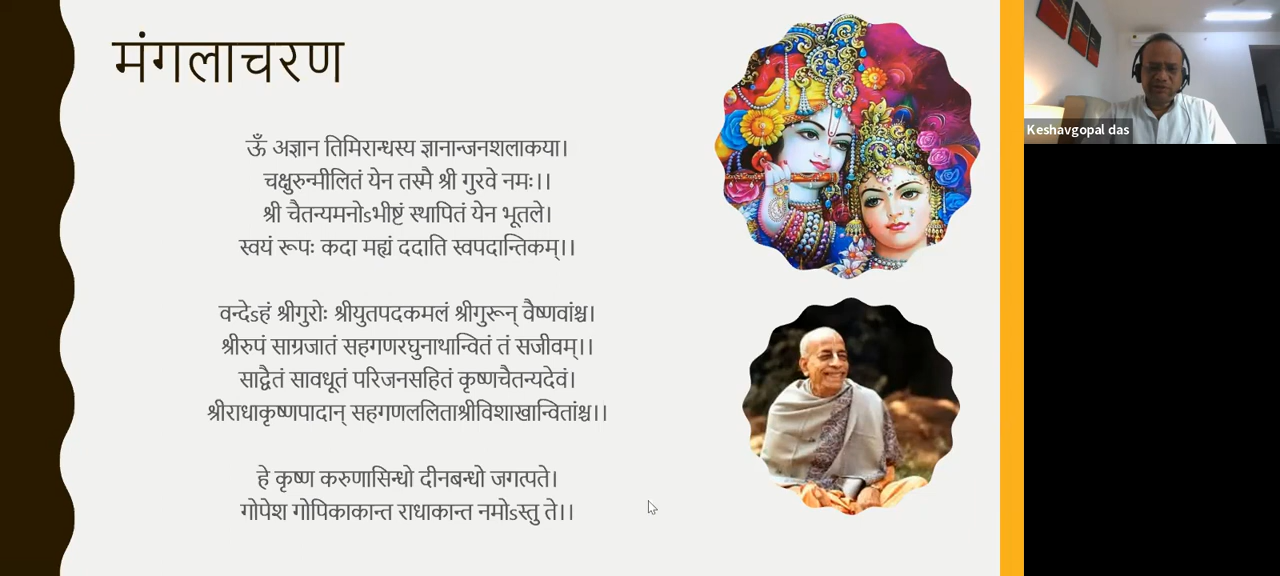 मंगलाचरण
ऊँ अज्ञान तिमिरान्धस्य ज्ञानान्जनशलाकया।
चक्षुरुन्मीलितं येन तस्मै श्री गुरवे नमः।।
श्री चैतन्यमनोऽभीष्टं स्थापितं येन भूतले।
स्वयं रूपः कदा मह्यं ददाति स्वपदान्तिकम्।।
वन्देऽहं श्रीगुरोः श्रीयुतपदकमलं श्रीगुरून् वैष्णवांश्च।
श्रीरुपं साग्रजातं सहगणरघुनाथान्वितं तं सजीवम्।।
साद्वैतं सावधूतं परिजनसहितं कृष्णचैतन्यदेवं।
श्रीराधाकृष्णपादान् सहगणललिताश्रीविशाखान्वितांश्च।।
हे कृष्ण करुणासिन्धो दीनबन्धो जगत्पते।
गोपेश गोपिकाकान्त राधाकान्त नमोऽस्तु ते।।
Keshavgopal das